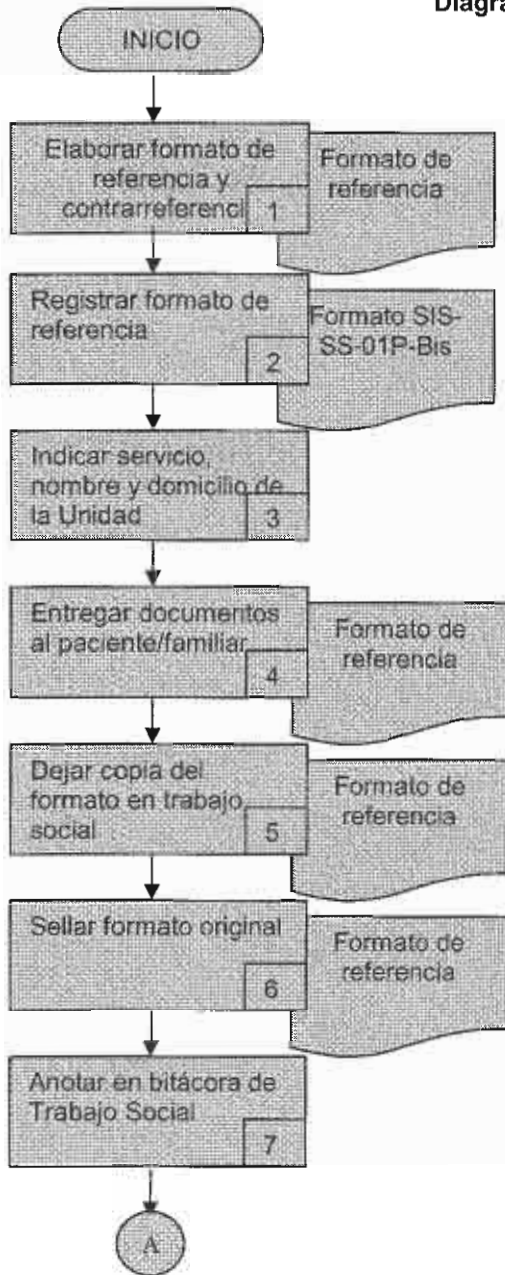 Diagra
INICIO
Elaborar formato de
referencia y
contrarreferenci
1
Formato de
referencia
Registrar formato de
referencia
2
Formato SIS-
SS-01P-Bis
Indicar servicio,
nombre y domicilio de
la Unidad
3
Entregar documentos
al paciente/familiar
4
Formato de
referencia
Dejar copia del
formato en trabajo
social
5
Formato de
referencia
Sellar formato original
6
Formato de
referencia
Anotar en bitácora de
Trabajo Social
7
A